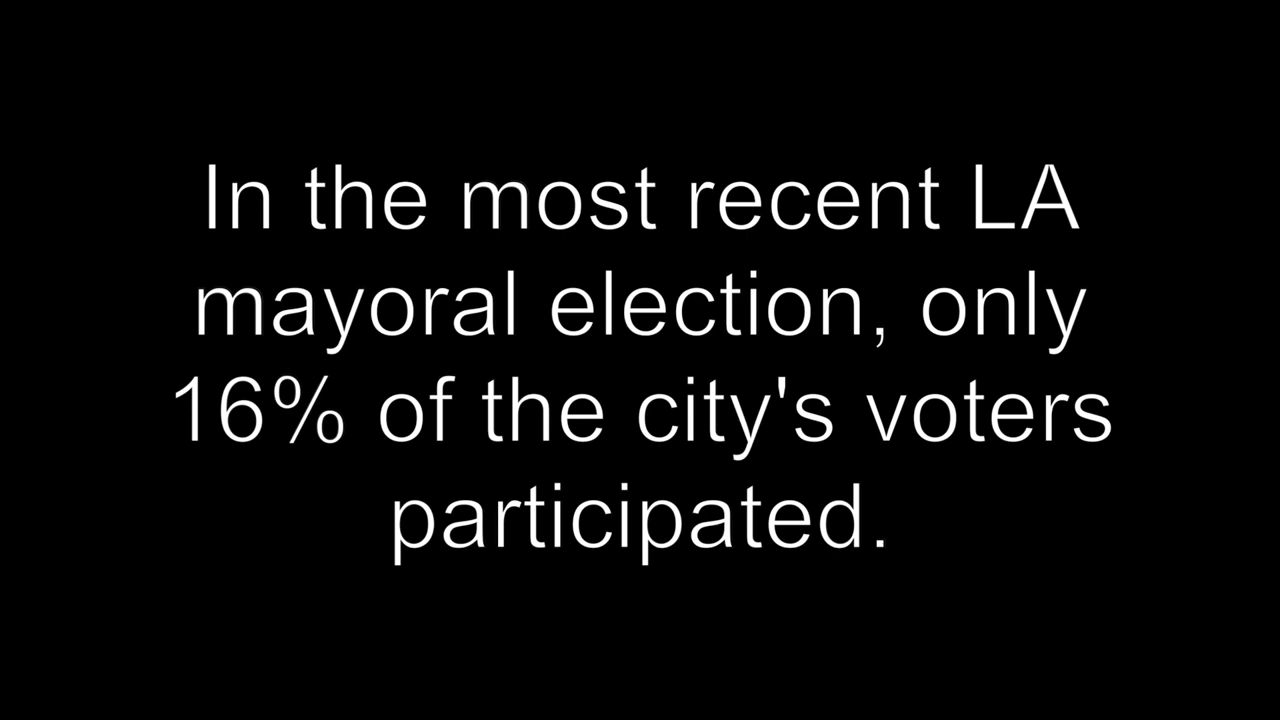 In the most recent LA
mayoral election, only
16% of the city's voters
participated.